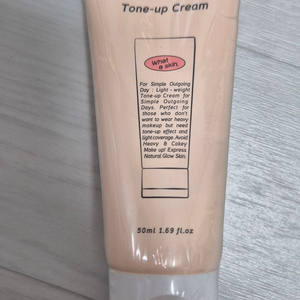 Tone-up Cream
What
a skin
For Simple Outgoing
Day : Light - weight
Tone-up Cream for
Simple Outgoing
Days. Perfect for
those who don't
want to wear heavy
makeup but need
tone-up effect and
light coverage. Avoid
Heavy & Cakey
Make up! Express
Natural Glow Skin.
50ml 1.69 fl.oz